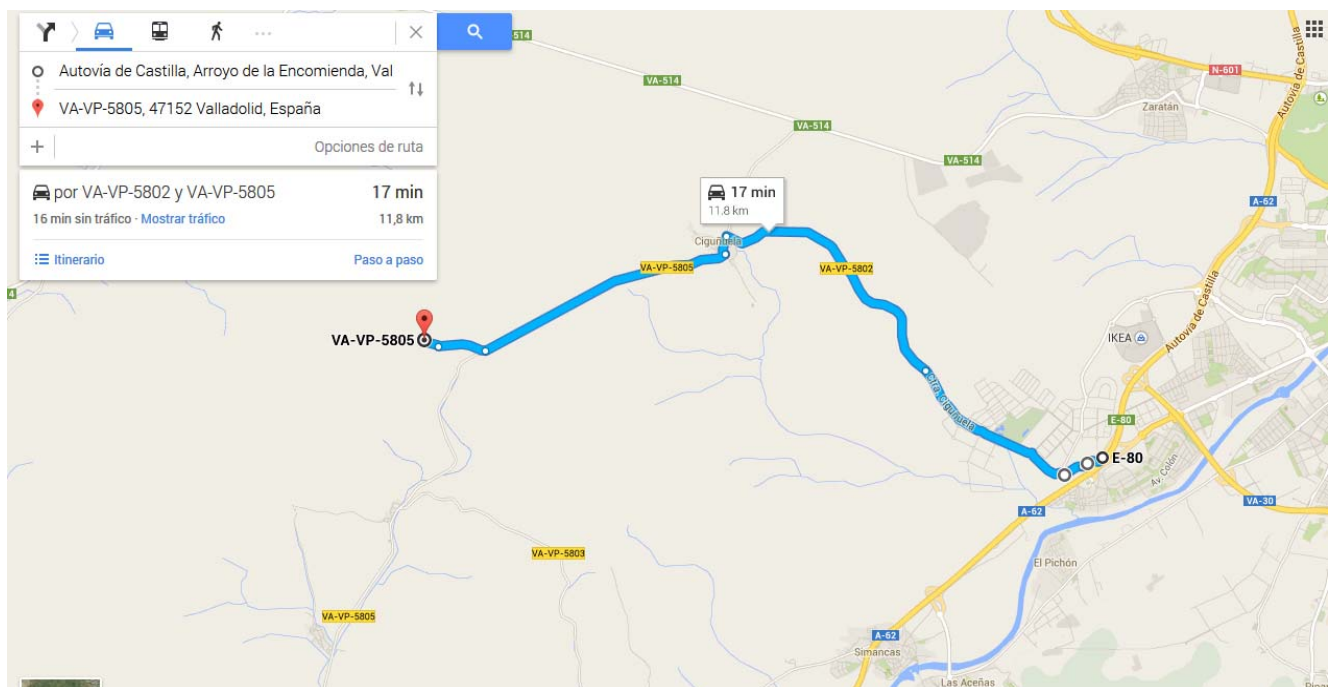 Autovía de Castilla, Arroyo de la Encomienda, Val
VA-VP-5805, 47152 Valladolid, España
Opciones de ruta
por VA-VP-5802 y VA-VP-5805 17 min
16 min sin tráfico · Mostrar tráfico 11,8 km
Itinerario Paso a paso
514
VA-514
VA-514
VA-514
N-601
Zaratán
Autovía de Castilla
A-62
17 min
11.8 km
Ciguñuela
VA-VP-5805
VA-VP-5802
4
VA-VP-5805
IKEA
Autovía de Castilla
Ctra. Ciguñuela
E-80
E-80
Av. Colón
VA-30
A-62
VA-VP-5803
El Pichón
VA-VP-5805
A-62
Simancas
Las Aceñas